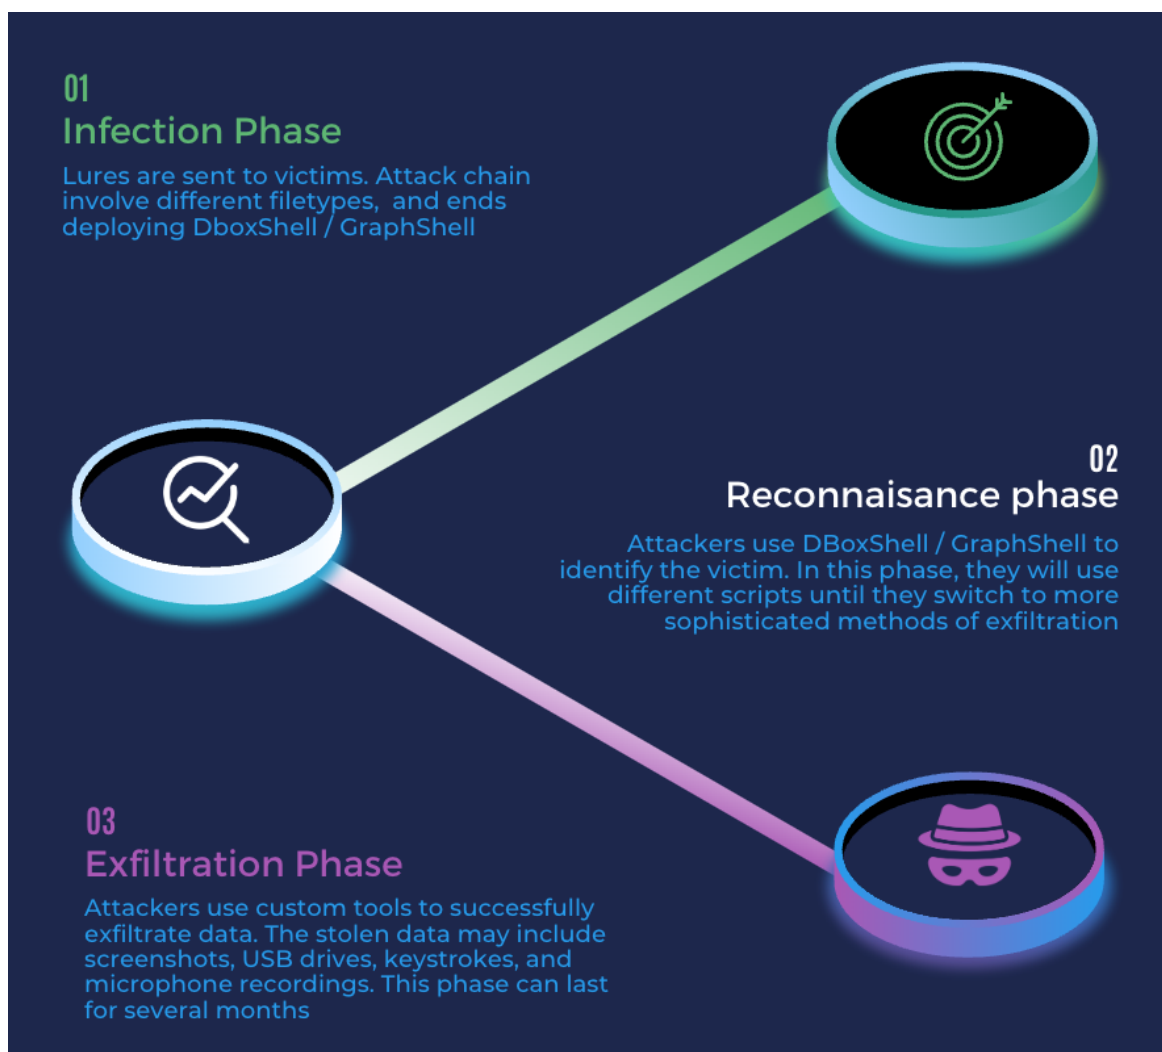 01
Infection Phase
Lures are sent to victims. Attack chain
involve different filetypes, and ends
deploying DboxShell / GraphShell
02
Reconnaisance phase
Attackers use DBoxShell / GraphShell to
identify the victim. In this phase, they will use
different scripts until they switch to more
sophisticated methods of exfiltration
03
Exfiltration Phase
Attackers use custom tools to successfully
exfiltrate data. The stolen data may include
screenshots, USB drives, keystrokes, and
microphone recordings. This phase can last
for several months